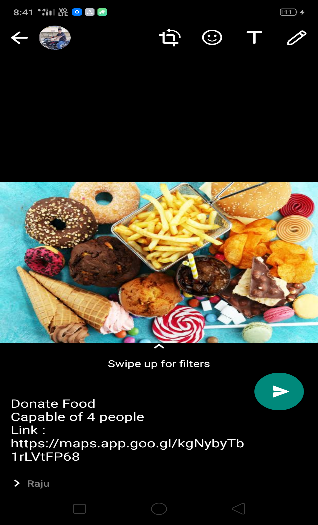 8:41
Swipe up for filters
Donate Food
Capable of 4 people
Link :
https://maps.app.goo.gl/kgNybyTb
1rLVtFP68
Raju